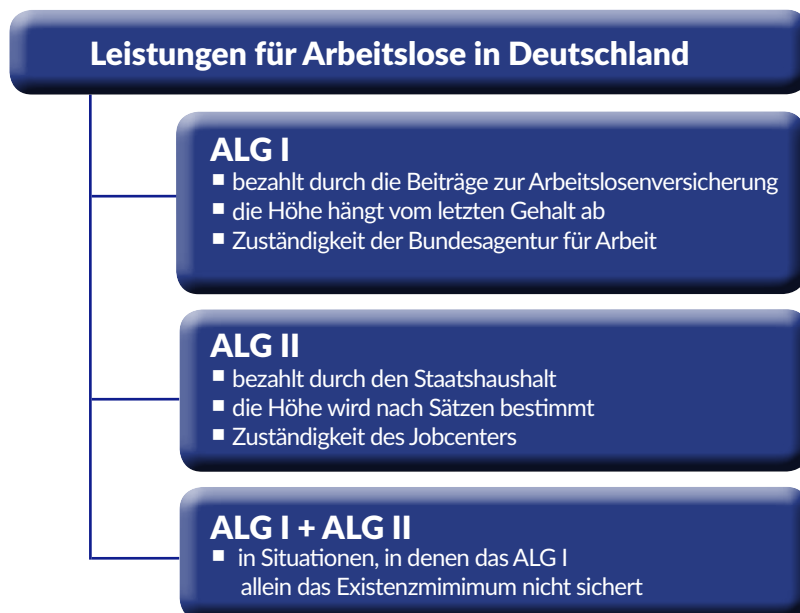 Leistungen für Arbeitslose in Deutschland
ALG I
▪ bezahlt durch die Beiträge zur Arbeitslosenversicherung
▪ die Höhe hängt vom letzten Gehalt ab
▪ Zuständigkeit der Bundesagentur für Arbeit
ALG II
▪ bezahlt durch den Staatshaushalt
▪ die Höhe wird nach Sätzen bestimmt
▪ Zuständigkeit des Jobcenters
ALG I + ALG II
▪ in Situationen, in denen das ALG I
allein das Existenzmimimum nicht sichert